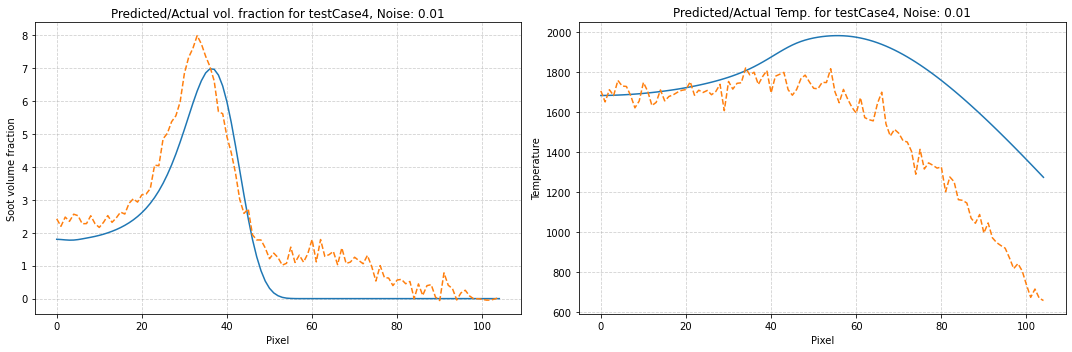 Predicted/Actual vol. fraction for testCase4, Noise: 0.01
8
7
6
5
4
3
2
1
0
Soot volume fraction
0 20 40 60 80 100
Pixel
Predicted/Actual Temp. for testCase4, Noise: 0.01
2000
1800
1600
1400
1200
1000
800
600
Temperature
0 20 40 60 80 100
Pixel